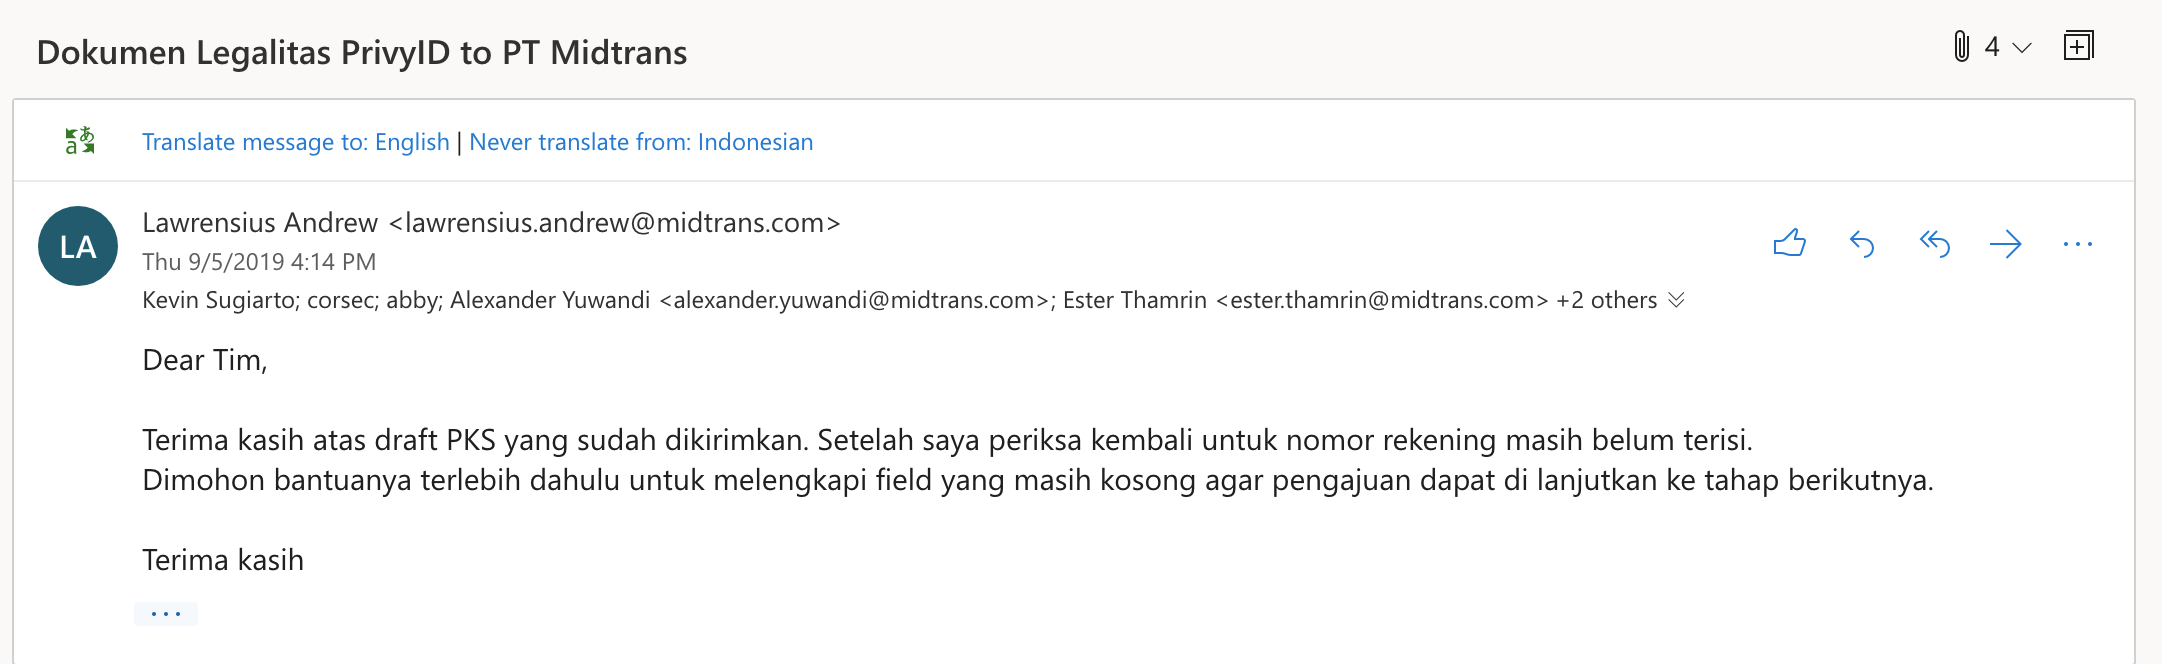 Dokumen Legalitas PrivyID to PT Midtrans
4
Translate message to: English | Never translate from: Indonesian
LA
Lawrensius Andrew <lawrensius.andrew@midtrans.com>
Thu 9/5/2019 4:14 PM
Kevin Sugiarto; corsec; abby; Alexander Yuwandi <alexander.yuwandi@midtrans.com>; Ester Thamrin <ester.thamrin@midtrans.com> +2 others
Dear Tim,
Terima kasih atas draft PKS yang sudah dikirimkan. Setelah saya periksa kembali untuk nomor rekening masih belum terisi.
Dimohon bantuanya terlebih dahulu untuk melengkapi field yang masih kosong agar pengajuan dapat di lanjutkan ke tahap berikutnya.
Terima kasih